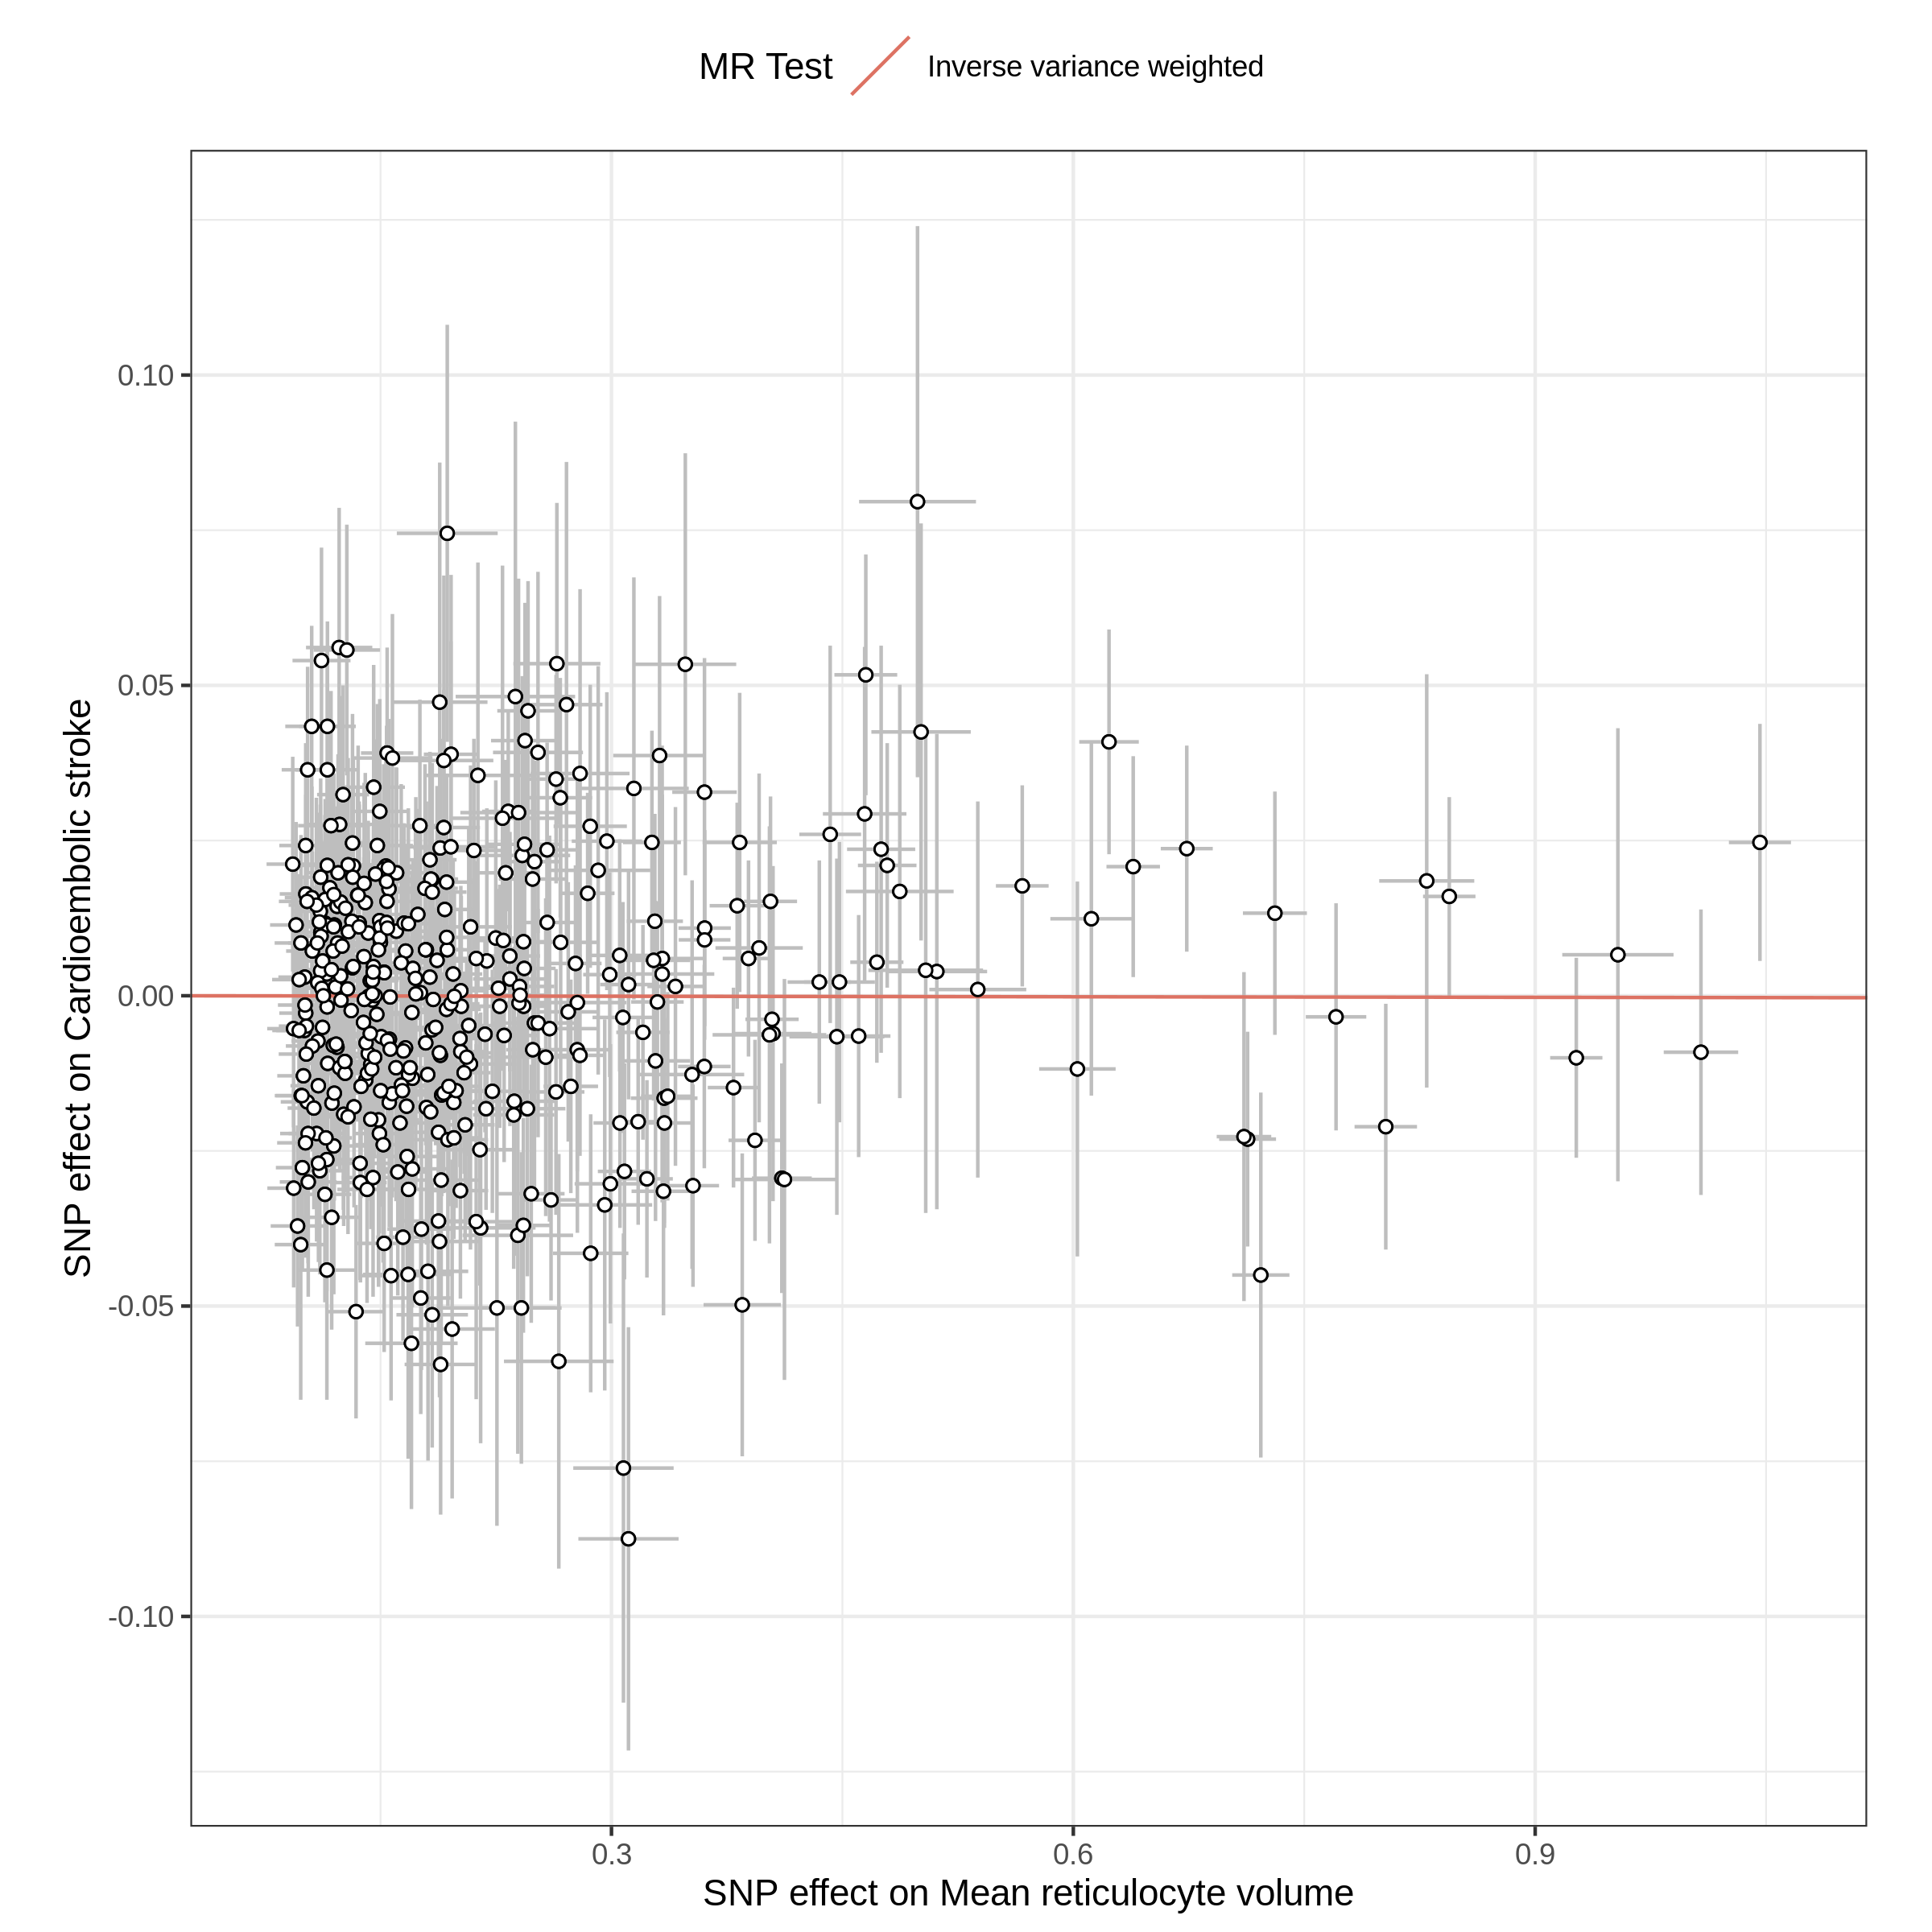 MR Test Inverse variance weighted
SNP effect on Cardioembolic stroke
0.10
0.05
0.00
-0.05
-0.10
0.3 0.6 0.9
SNP effect on Mean reticulocyte volume